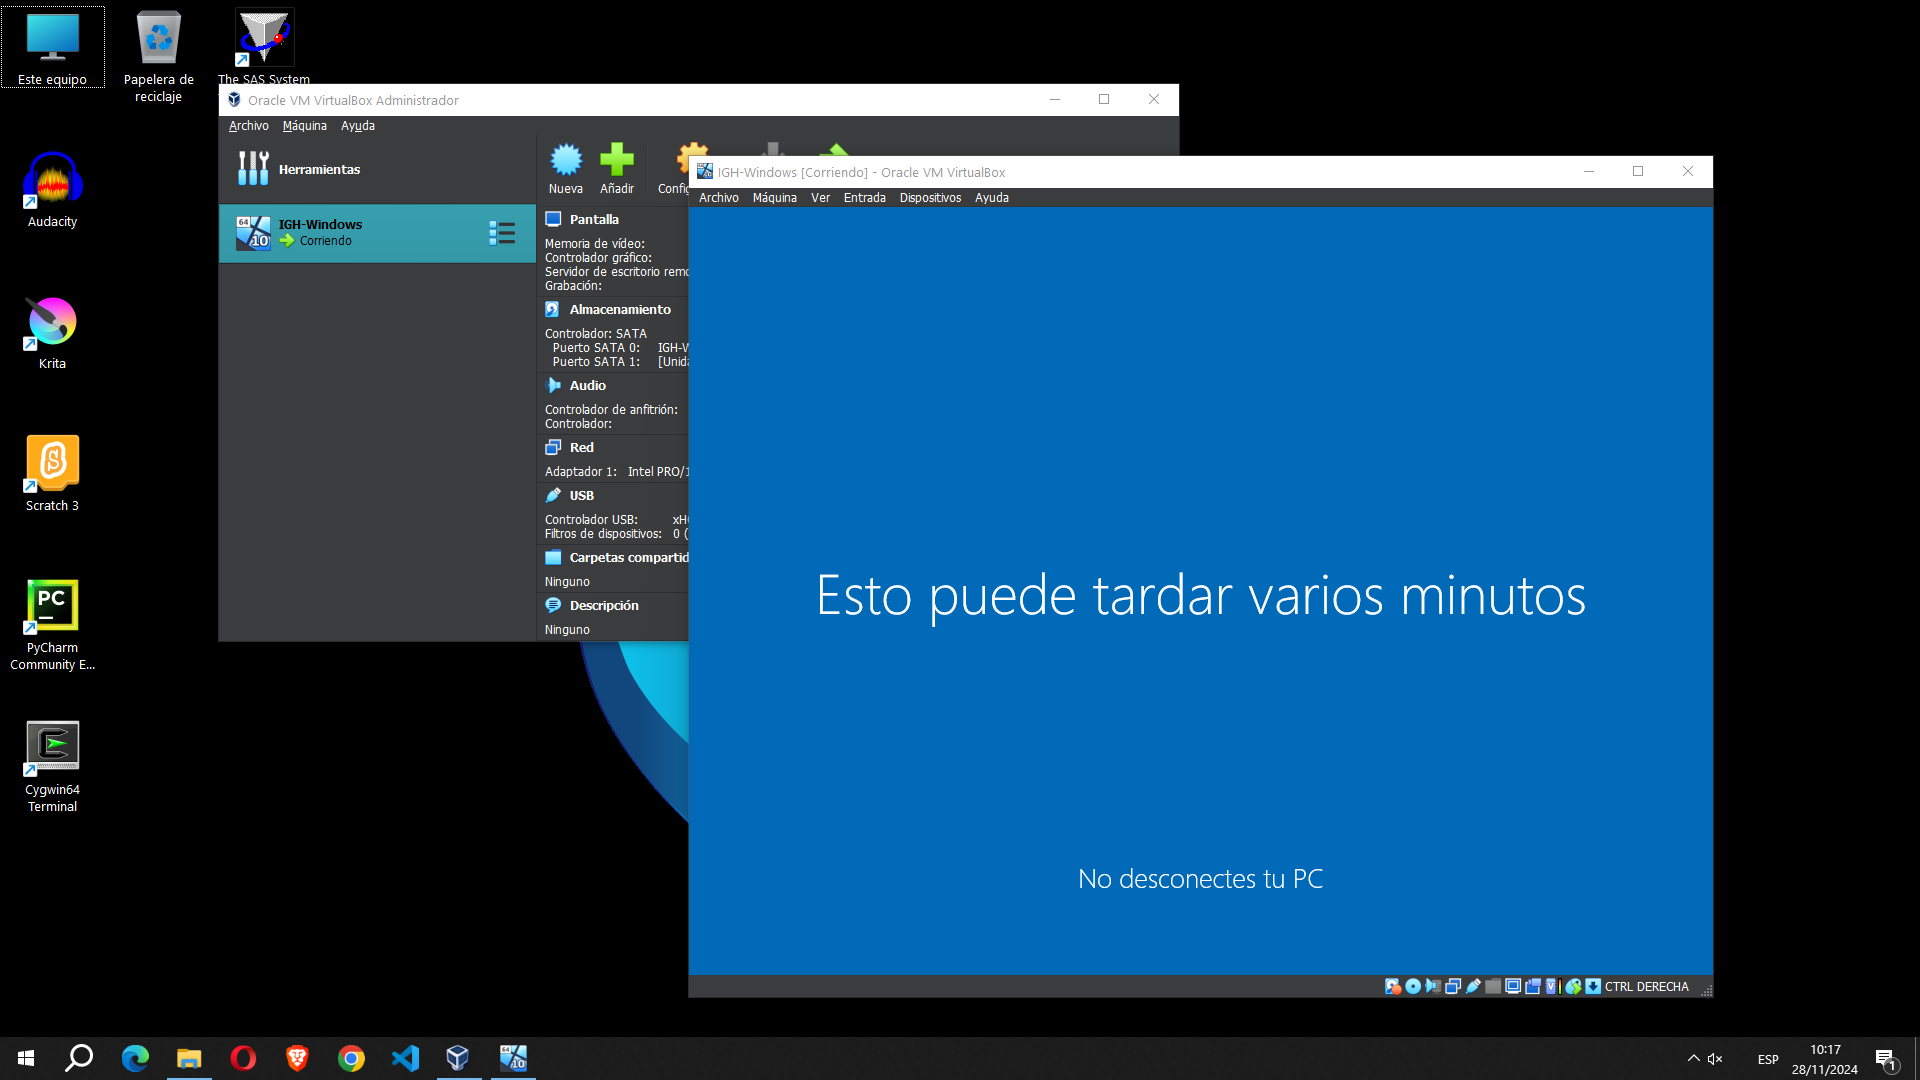 Este equipo
Papelera de
reciclaje
The SAS System
Audacity
Krita
Scratch 3
PyCharm
Community E...
Cygwin64
Terminal
Oracle VM VirtualBox Administrador
Archivo Máquina Ayuda
Herramientas
Nueva Añadir
IGH-Windows
Corriendo
Pantalla
Memoria de vídeo:
Controlador gráfico:
Servidor de escritorio
Grabación:
Almacenamiento
Controlador: SATA
Puerto SATA 0:
Puerto SATA 1:
Audio
Controlador de anfitrión:
Controlador:
Red
Adaptador 1: Intel PRO/1
USB
Controlador USB:
Filtros de dispositivos: 0 (
Carpetas compartid
Ninguno
Descripción
Ninguno
IGH-Windows [Corriendo] - Oracle VM VirtualBox
Archivo Máquina Ver Entrada Dispositivos Ayuda
Esto puede tardar varios minutos
No desconectes tu PC
CTRL DERECHA
ESP
10:17
28/11/2024
1